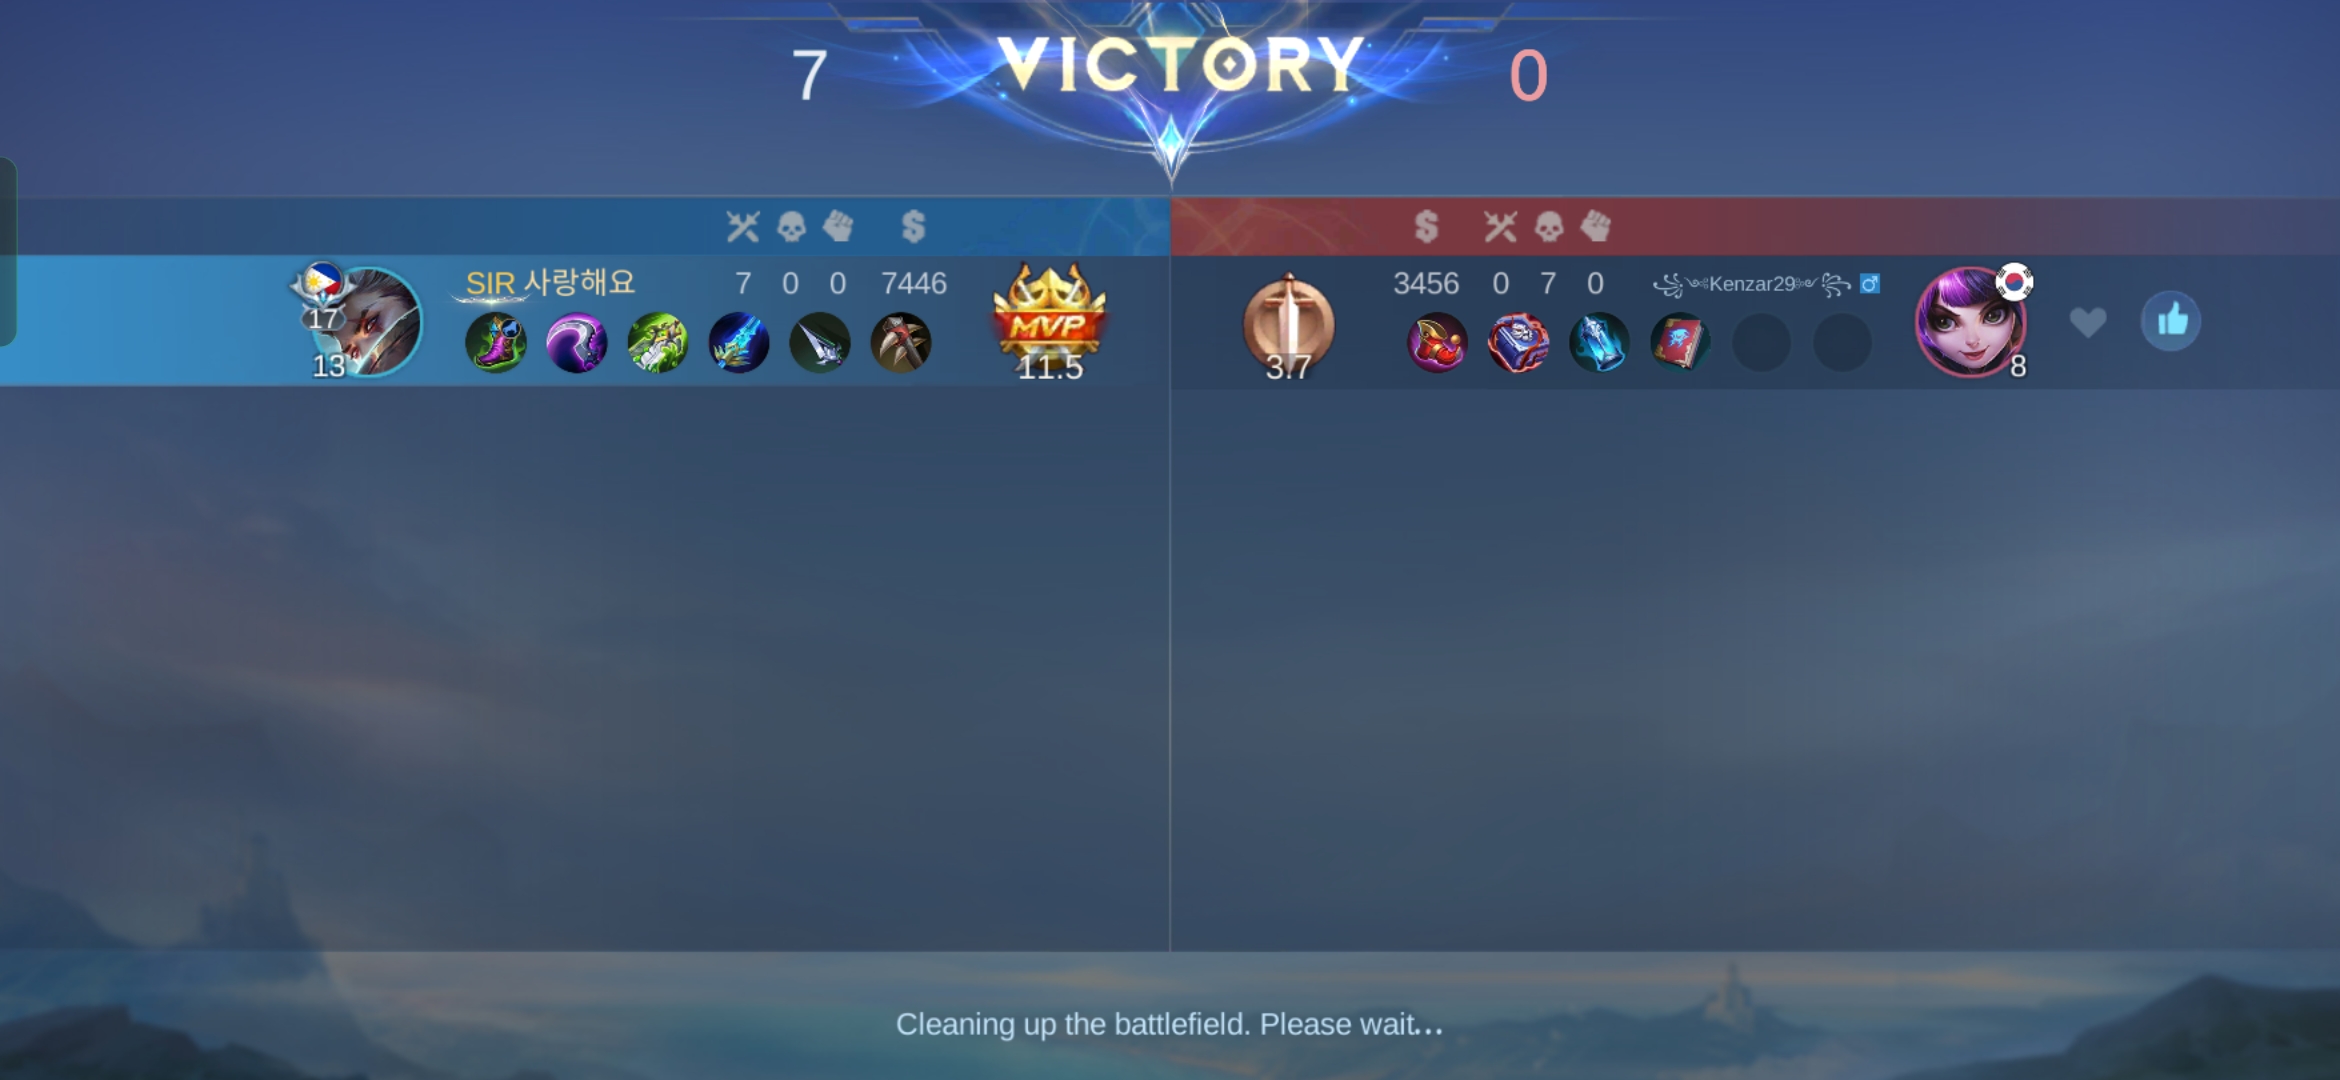 7 VICTORY 0
SIR 사랑해요 7 0 0 7446
3456 0 7 0 Kenzar29
17
13
MVP
11.5
3.7
8
Cleaning up the battlefield. Please wait...